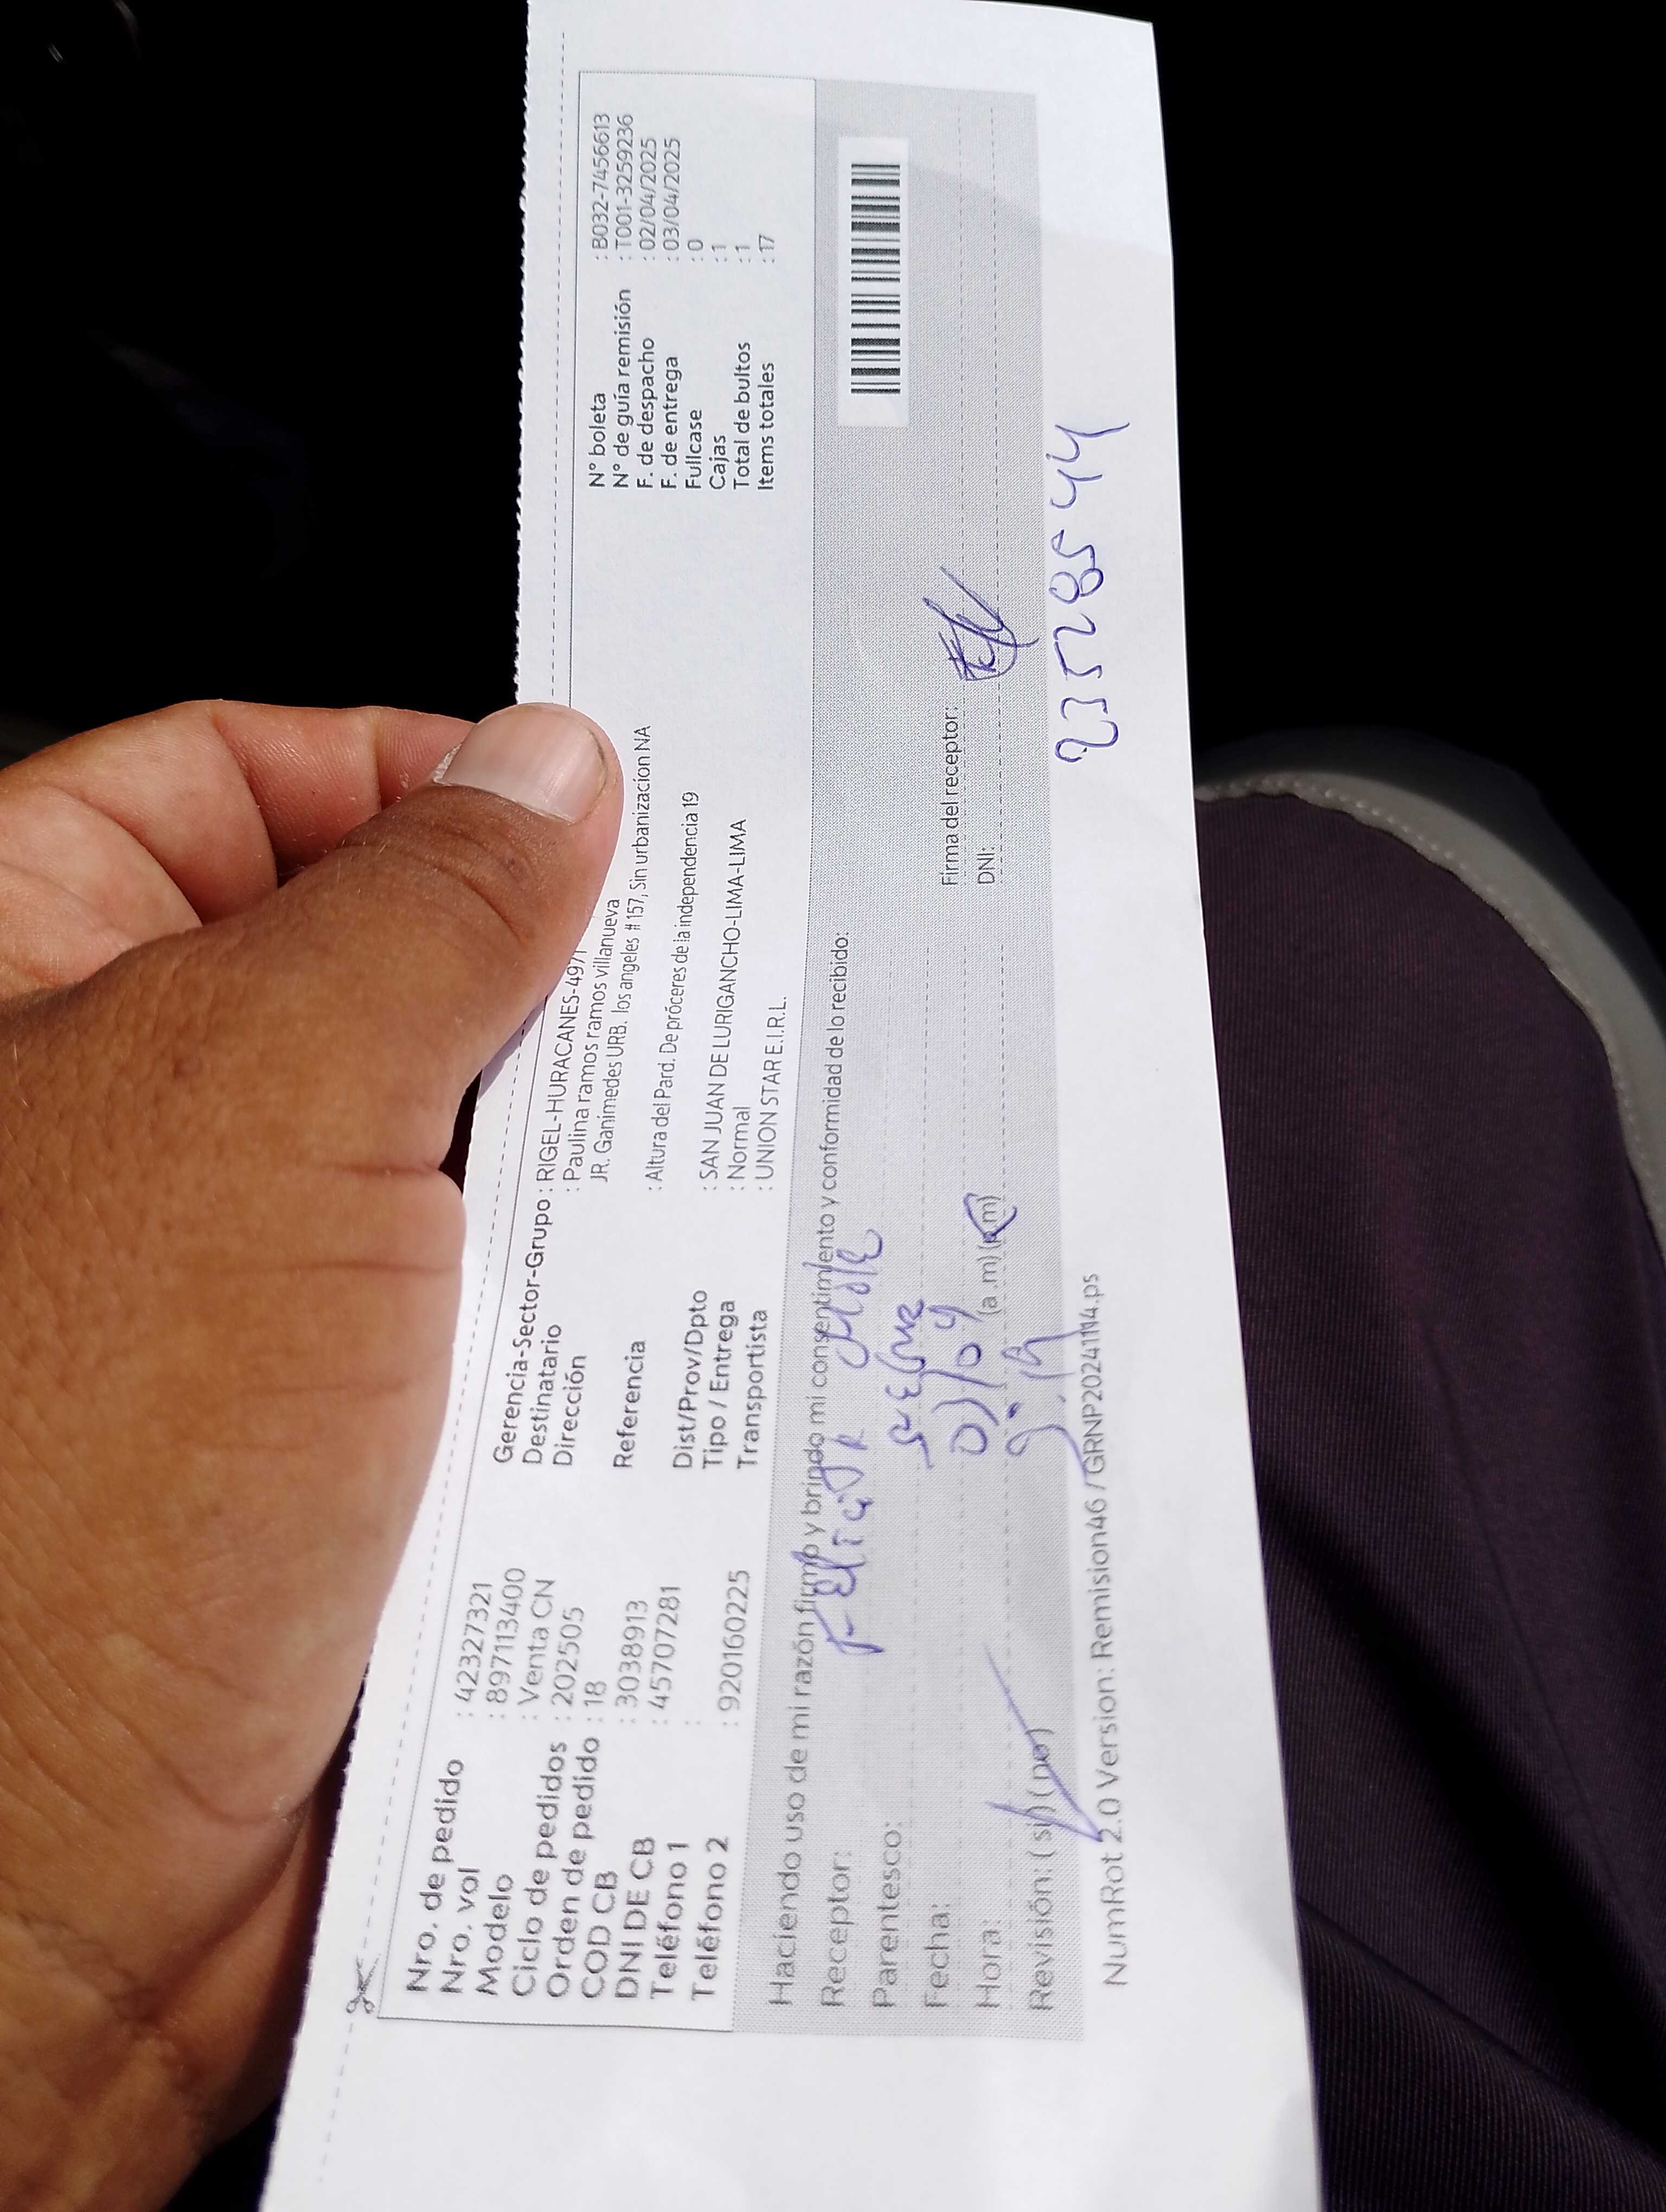 Nro. de pedido : 42327321
Nro. vol : 897113400
Modelo : Venta CN
Ciclo de pedidos : 202505
Orden de pedido : 18
COD CB : 3038913
DNI DE CB : 45707281
Teléfono 1 :
Teléfono 2 : 920160225
Gerencia-Sector-Grupo : RIGEL-HURACANES-4971
Destinatario : Paulina ramos ramos villanueva
Dirección JR. Ganimedes URB. los angeles # 157, Sin urbanizacion NA
Referencia : Altura del Pard. De próceres de la independencia 19
Dist/Prov/Dpto : SAN JUAN DE LURIGANCHO-LIMA-LIMA
Tipo / Entrega : Normal
Transportista : UNION STAR E.I.R.L.
N° boleta : B032-7456613
N° de guía remisión : T001-3259236
F. de despacho : 02/04/2025
F. de entrega : 03/04/2025
Fullcase : 0
Cajas : 1
Total de bultos : 1
Items totales : 17
Haciendo uso de mi razón firmo y brindo mi consentimiento y conformidad de lo recibido:
Receptor:
Parentesco:
Fecha: 03/04
Hora: (a.m) (p.m)
Revisión: (si) (no)
Firma del receptor:
DNI:
23528544
NumRot 2.0 Version: Remision46 / GRNP20241114.ps